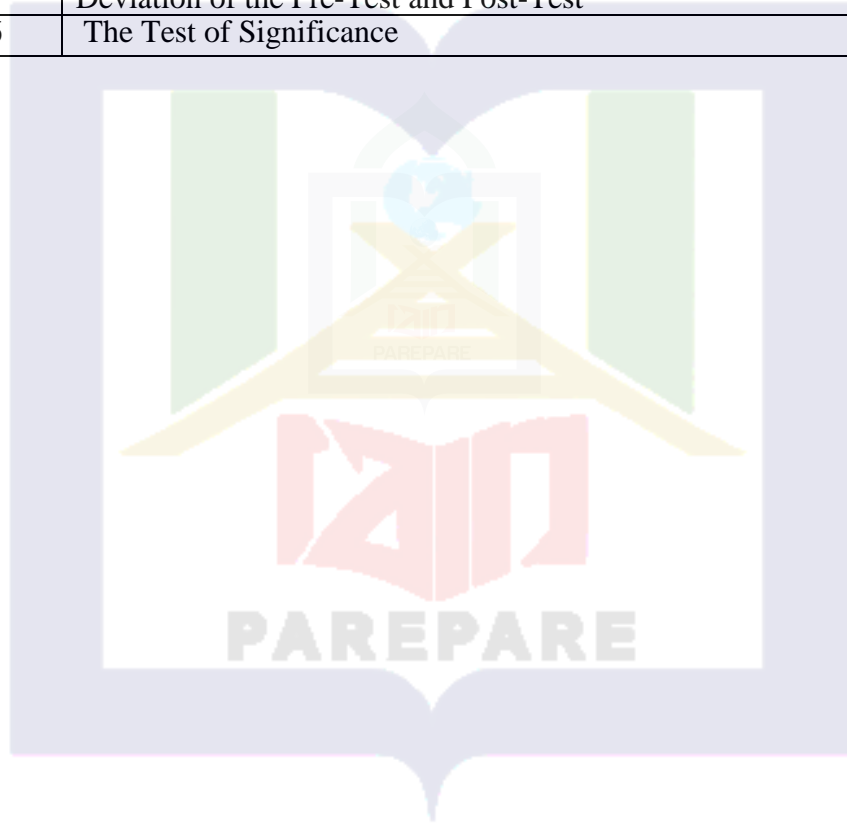 Deviation of the Pre-Test and Post-Test
The Test of Significance
PAREPARE
PAREPARE